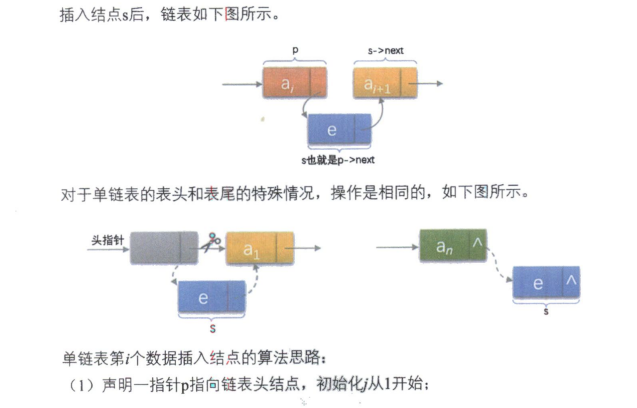 插入结点s后，链表如下图所示。
p
s->next
aᵢ
aᵢ₊₁
e
s也就是p->next
对于单链表的表头和表尾的特殊情况，操作是相同的，如下图所示。
头指针
a₁
e
s
aₙ ^
e ^
s
单链表第i个数据插入结点的算法思路：
（1）声明一指针p指向链表头结点，初始化j从1开始；